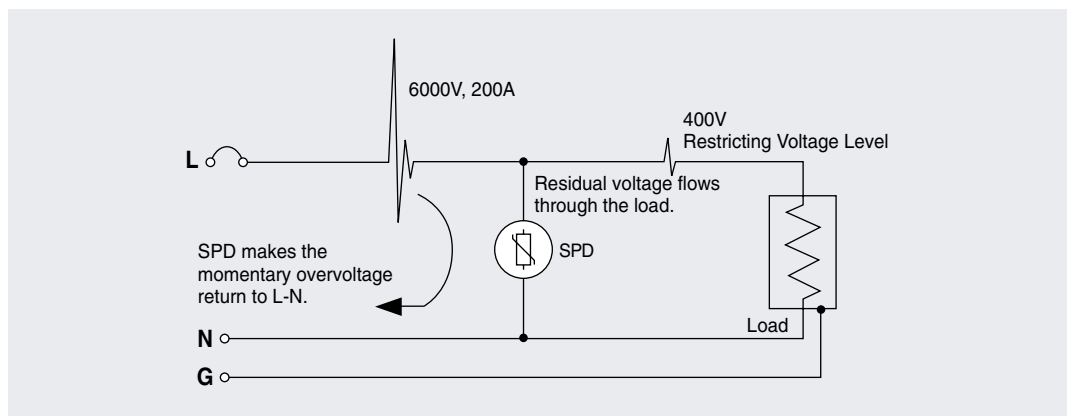 6000V, 200A
400V
Restricting Voltage Level
L
Residual voltage flows
through the load.
SPD makes the
momentary overvoltage
return to L-N.
SPD
Load
N
G